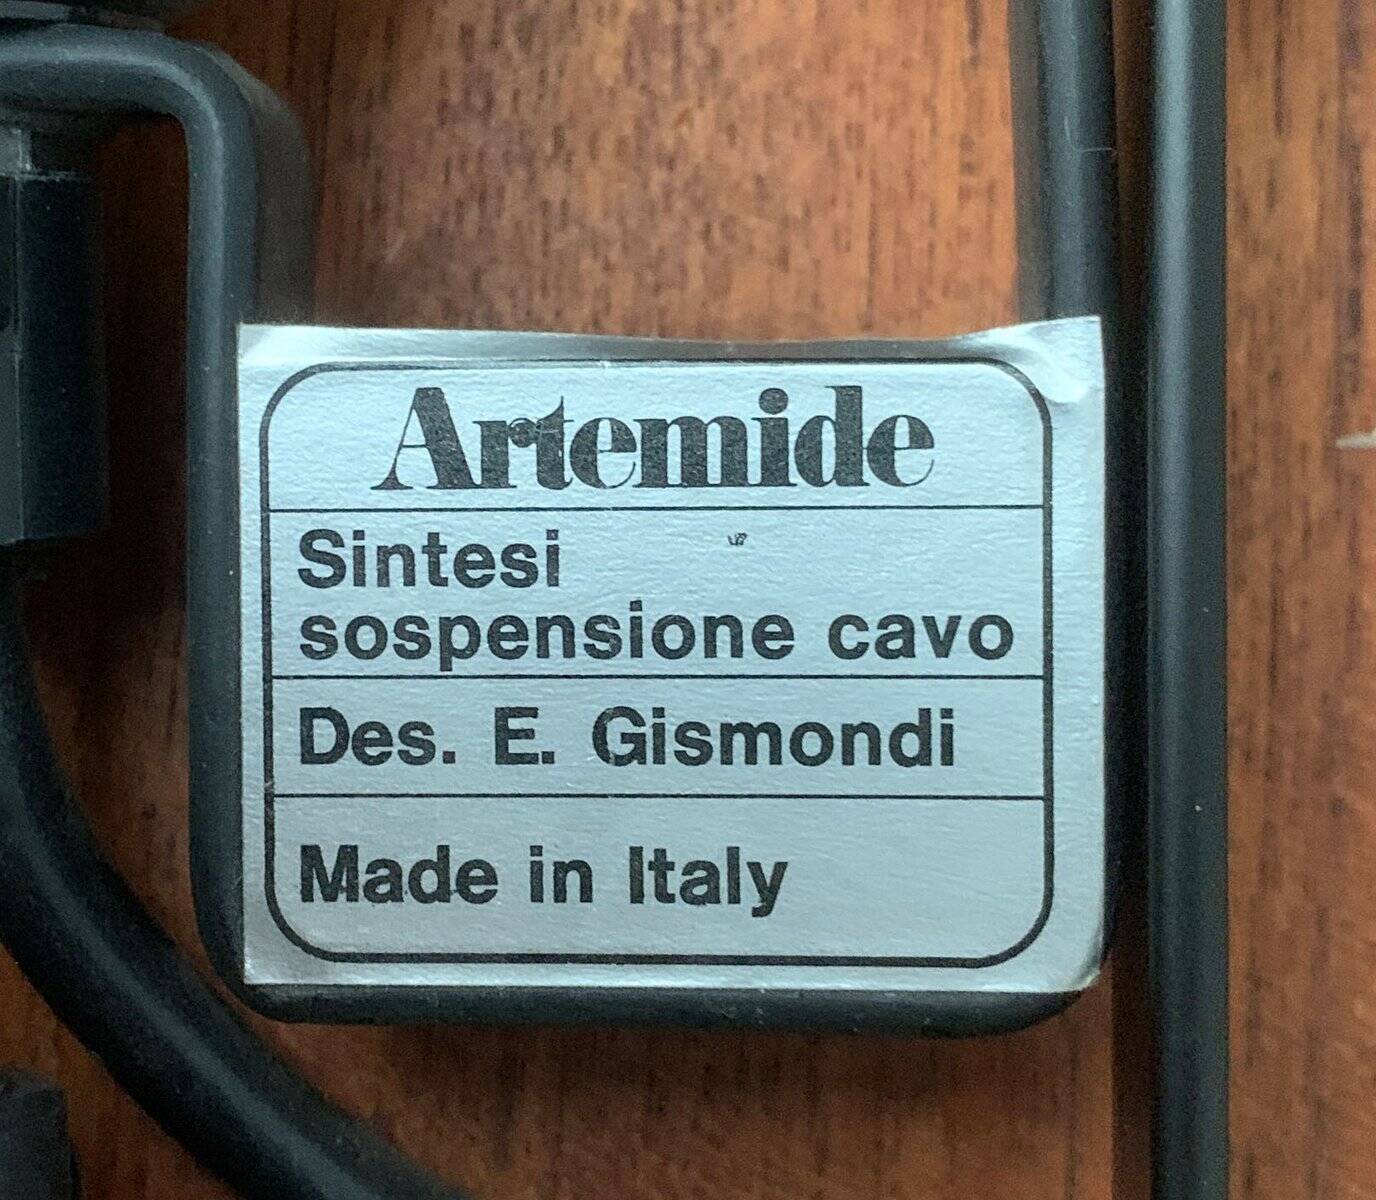 Artemide
Sintesi
sospensione cavo
Des. E. Gismondi
Made in Italy